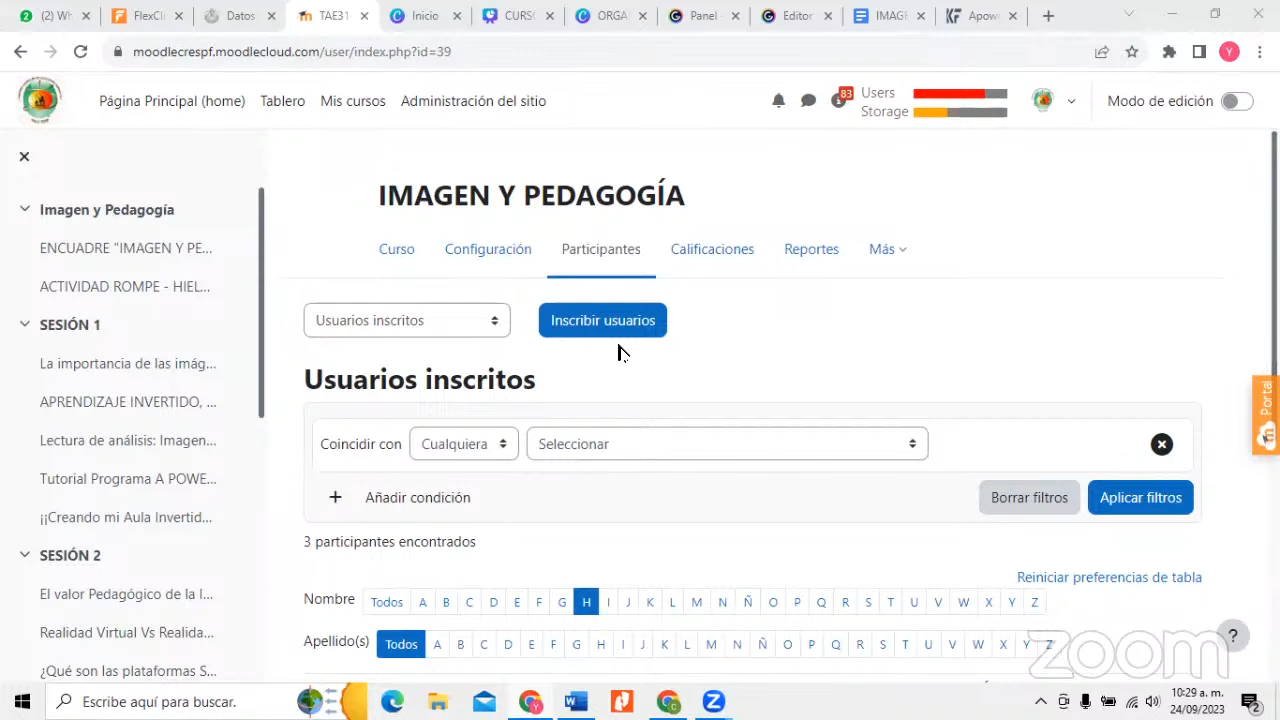 (2) Wh
Flexi
Datos
TAE31
Inicio
CURSO
ORGA
Panel
Editor
IMAGE
Apowe
moodlecrespf.moodlecloud.com/user/index.php?id=39
Y
Página Principal (home) Tablero Mis cursos Administración del sitio
83
Users
Storage
Modo de edición
Imagen y Pedagogía
ENCUADRE "IMAGEN Y PE...
ACTIVIDAD ROMPE - HIEL...
SESIÓN 1
La importancia de las imág...
APRENDIZAJE INVERTIDO, ...
Lectura de análisis: Imagen...
Tutorial Programa A POWE...
¡¡Creando mi Aula Invertid...
SESIÓN 2
El valor Pedagógico de la I...
Realidad Virtual Vs Realida...
¿Qué son las plataformas S...
IMAGEN Y PEDAGOGÍA
Curso Configuración Participantes Calificaciones Reportes Más
Usuarios inscritos
Inscribir usuarios
Usuarios inscritos
Coincidir con Cualquiera Seleccionar
Añadir condición
Borrar filtros Aplicar filtros
3 participantes encontrados
Reiniciar preferencias de tabla
Nombre Todos A B C D E F G H I J K L M N Ñ O P Q R S T U V W X Y Z
Apellido(s) Todos A B C D E F G H I J K L M N Ñ O P Q R S T U V W X Y Z
Portal
?
zoom
Escribe aquí para buscar.
10:29 a. m.
24/09/2023
2